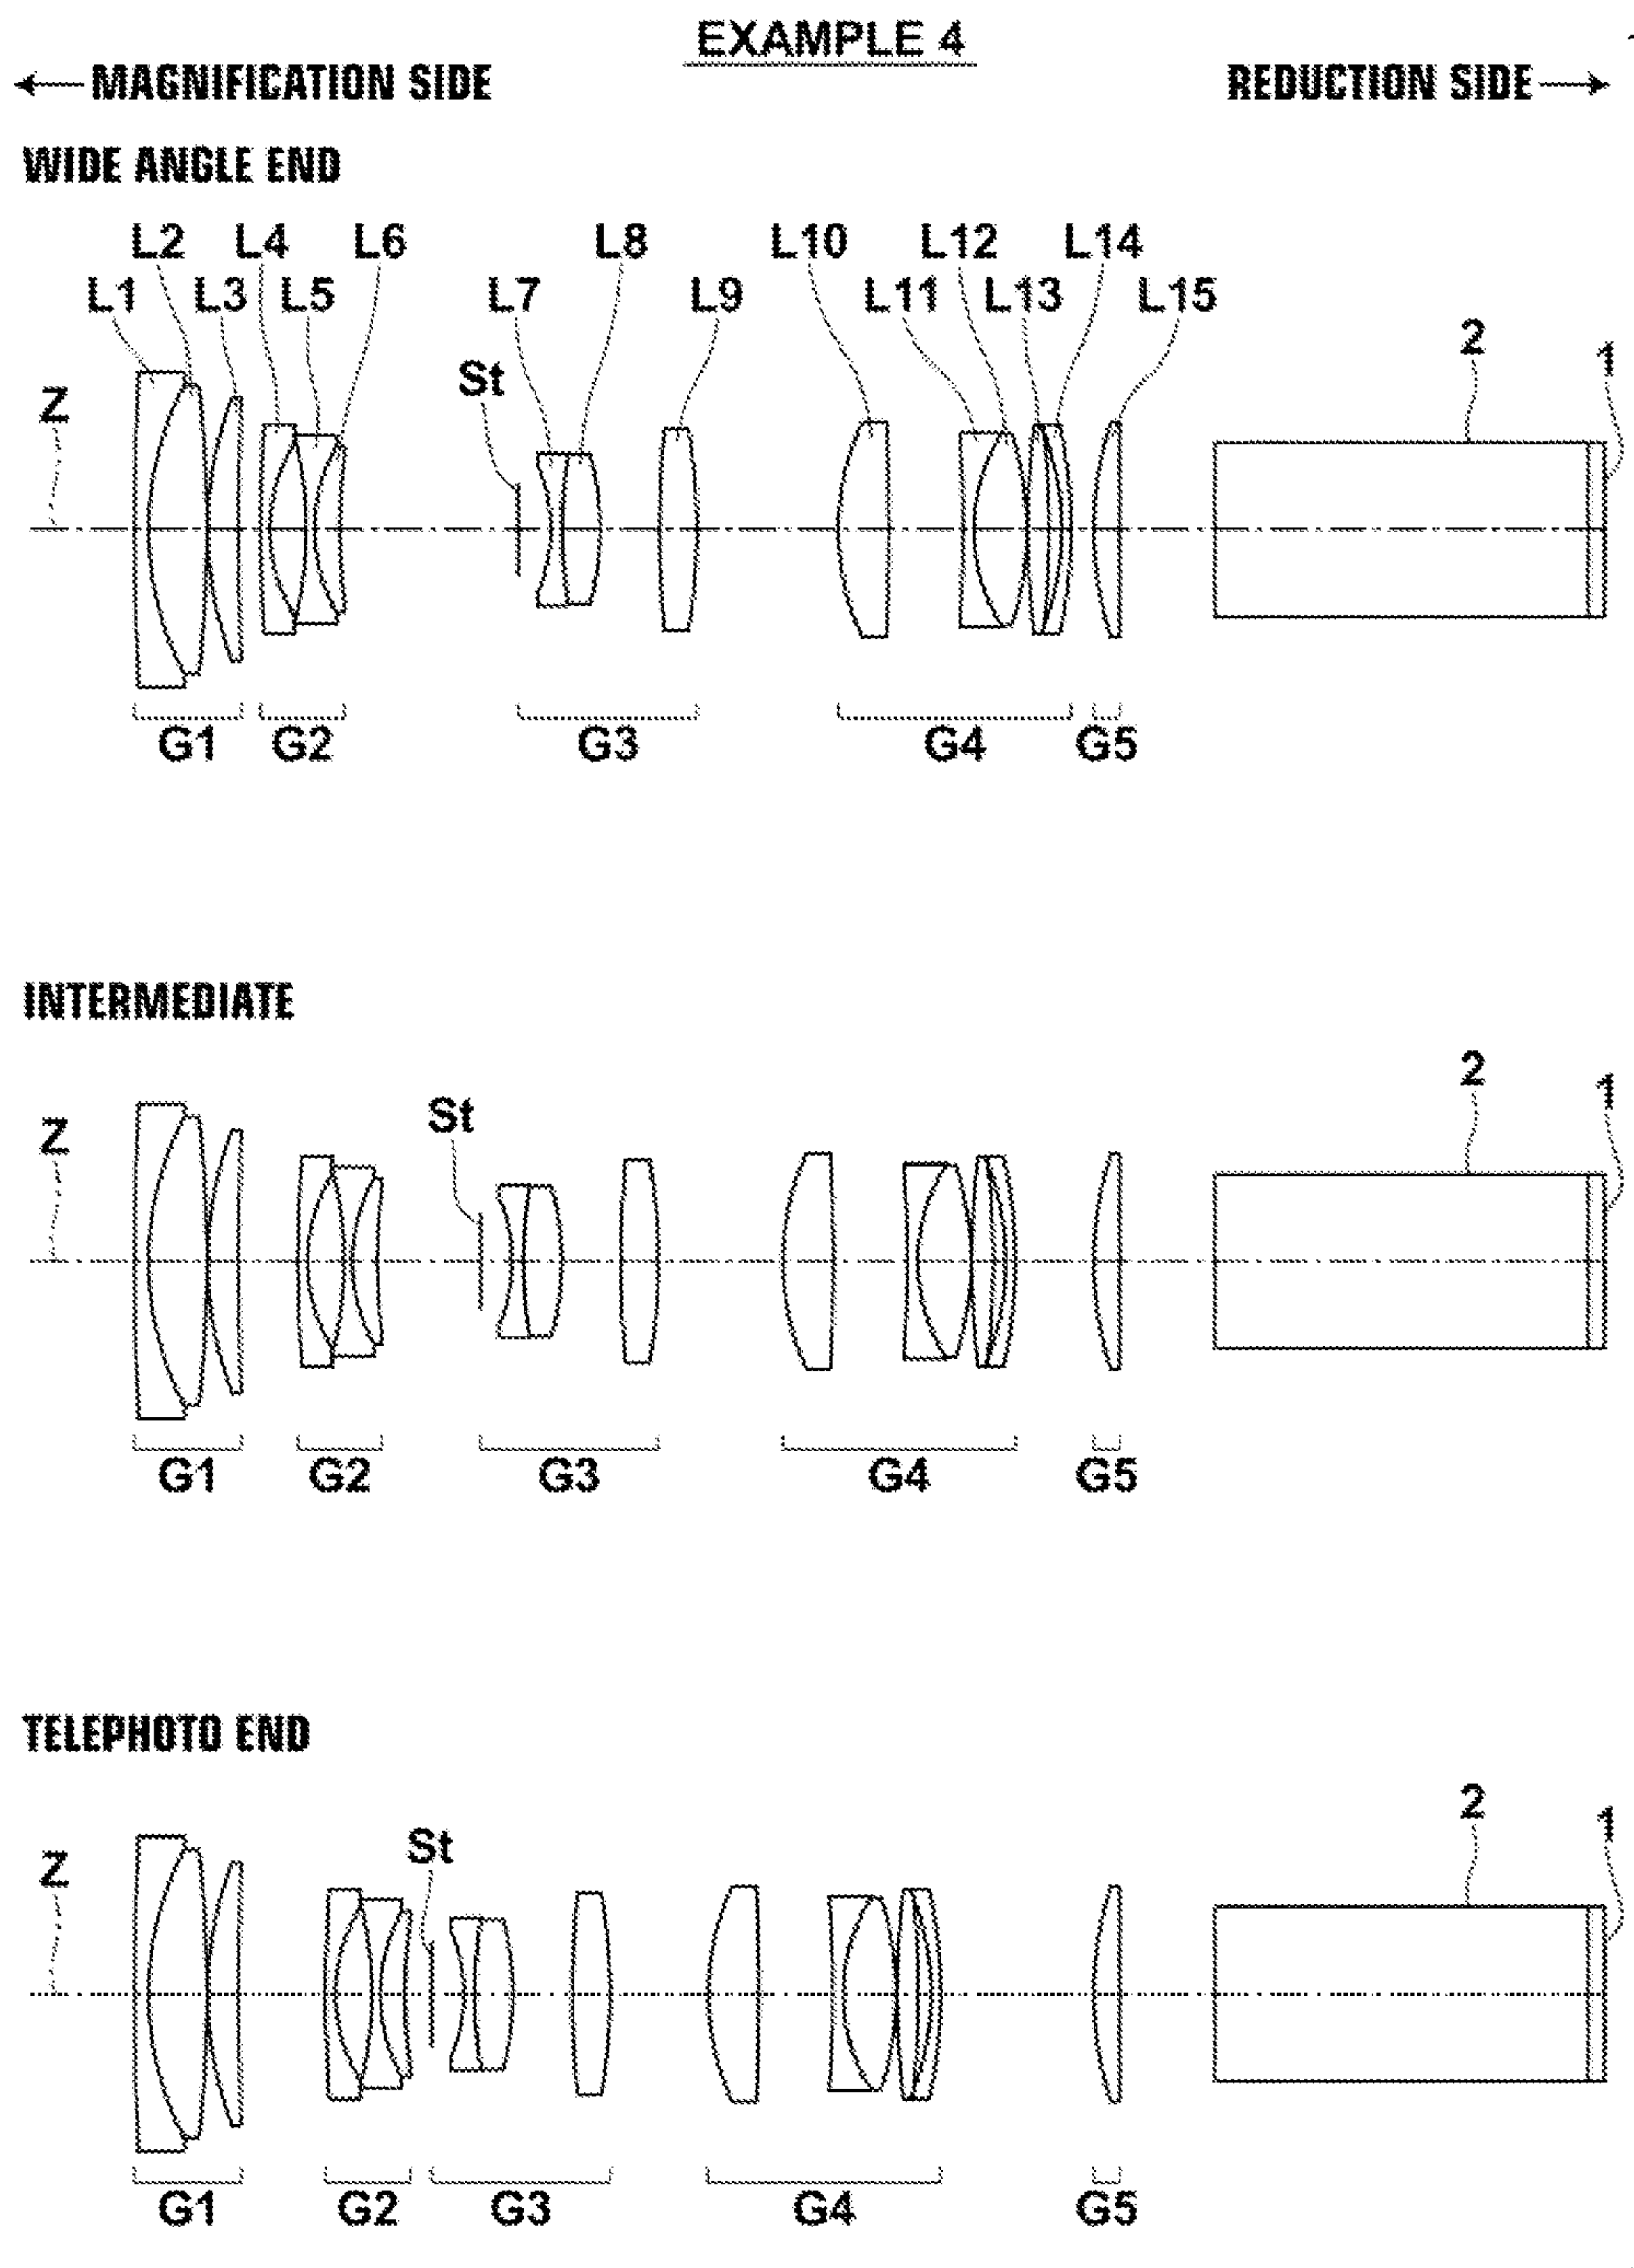 EXAMPLE 4
MAGNIFICATION SIDE
REDUCTION SIDE
WIDE ANGLE END
L2 L4 L6 L8 L10 L12 L14
L1 L3 L5 L7 L9 L11 L13 L15
2
1
St
Z
G1 G2 G3 G4 G5
INTERMEDIATE
2
1
St
Z
G1 G2 G3 G4 G5
TELEPHOTO END
2
1
St
Z
G1 G2 G3 G4 G5